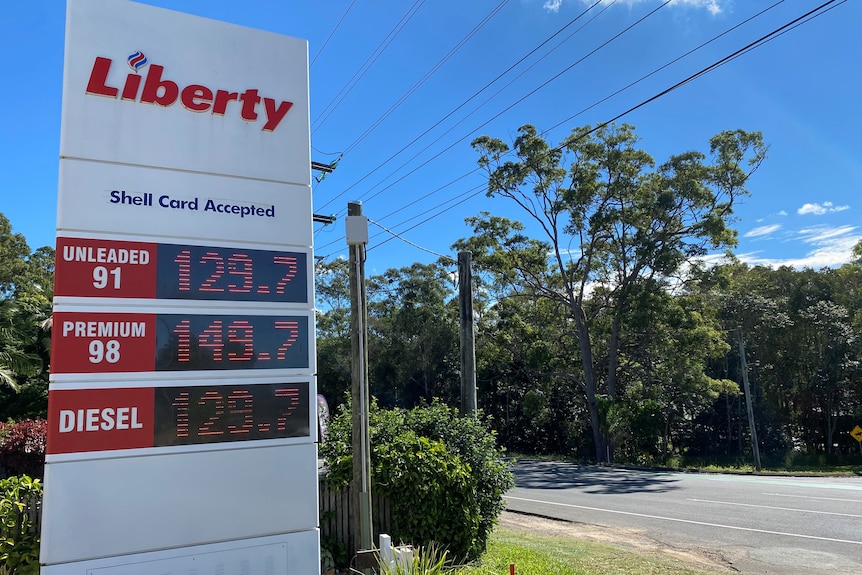 Liberty
Shell Card Accepted
UNLEADED 129.7
91
PREMIUM 149.7
98
DIESEL 129.7